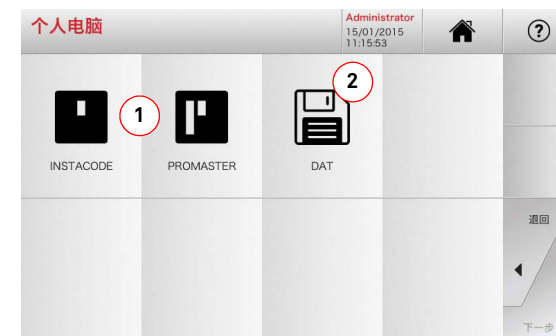 个人电脑
Administrator
15/01/2015
11:15:53
?
1
2
INSTACODE
PROMASTER
DAT
退回
下一步